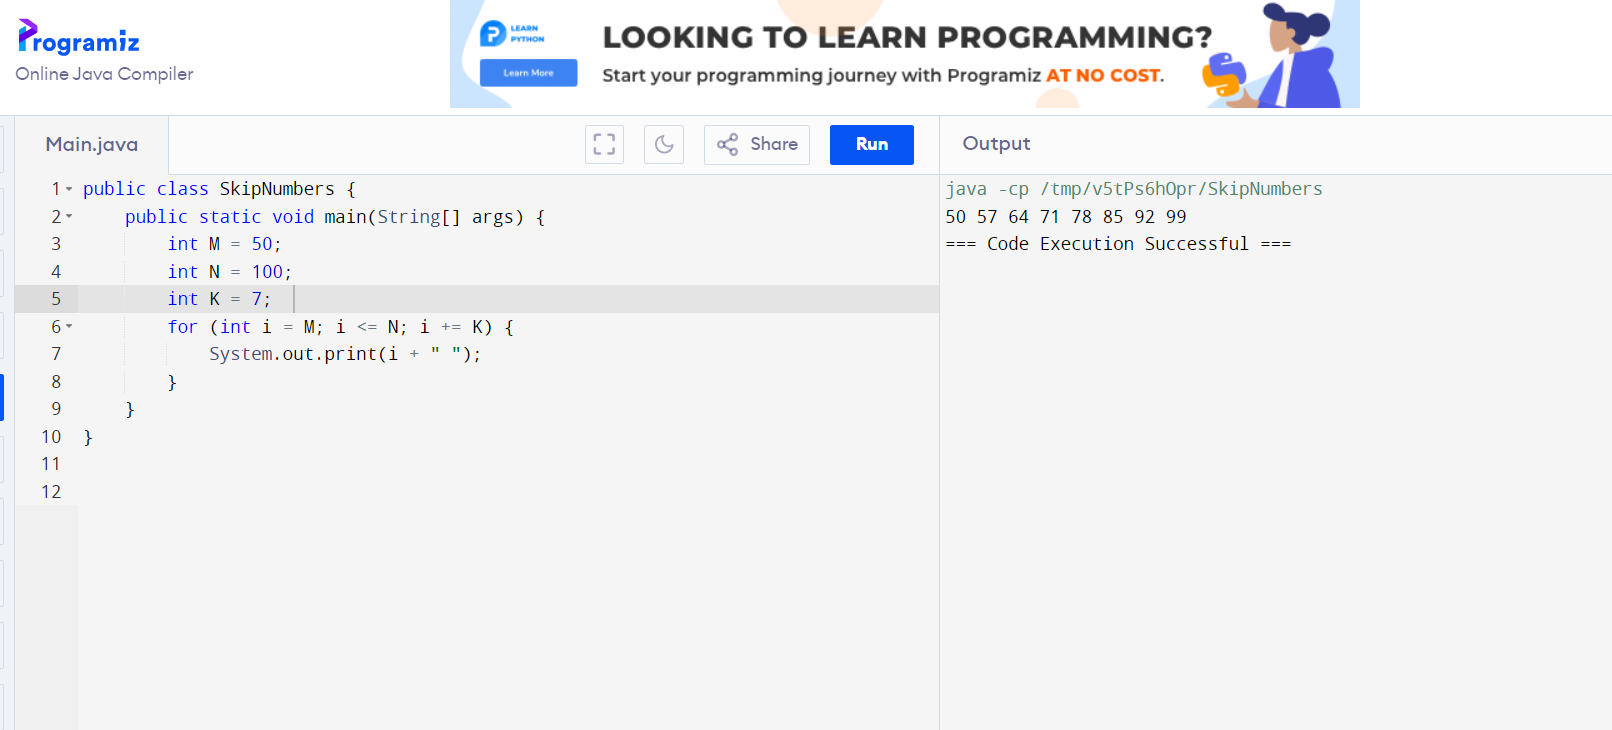 Programiz
Online Java Compiler
LEARN
PYTHON
Learn More
LOOKING TO LEARN PROGRAMMING?
Start your programming journey with Programiz AT NO COST.
Main.java
Share
Run
Output
1 public class SkipNumbers {
2     public static void main(String[] args) {
3         int M = 50;
4         int N = 100;
5         int K = 7;
6         for (int i = M; i <= N; i += K) {
7             System.out.print(i + " ");
8         }
9     }
10 }
11
12
java -cp /tmp/v5tPs6hOpr/SkipNumbers
50 57 64 71 78 85 92 99
=== Code Execution Successful ===